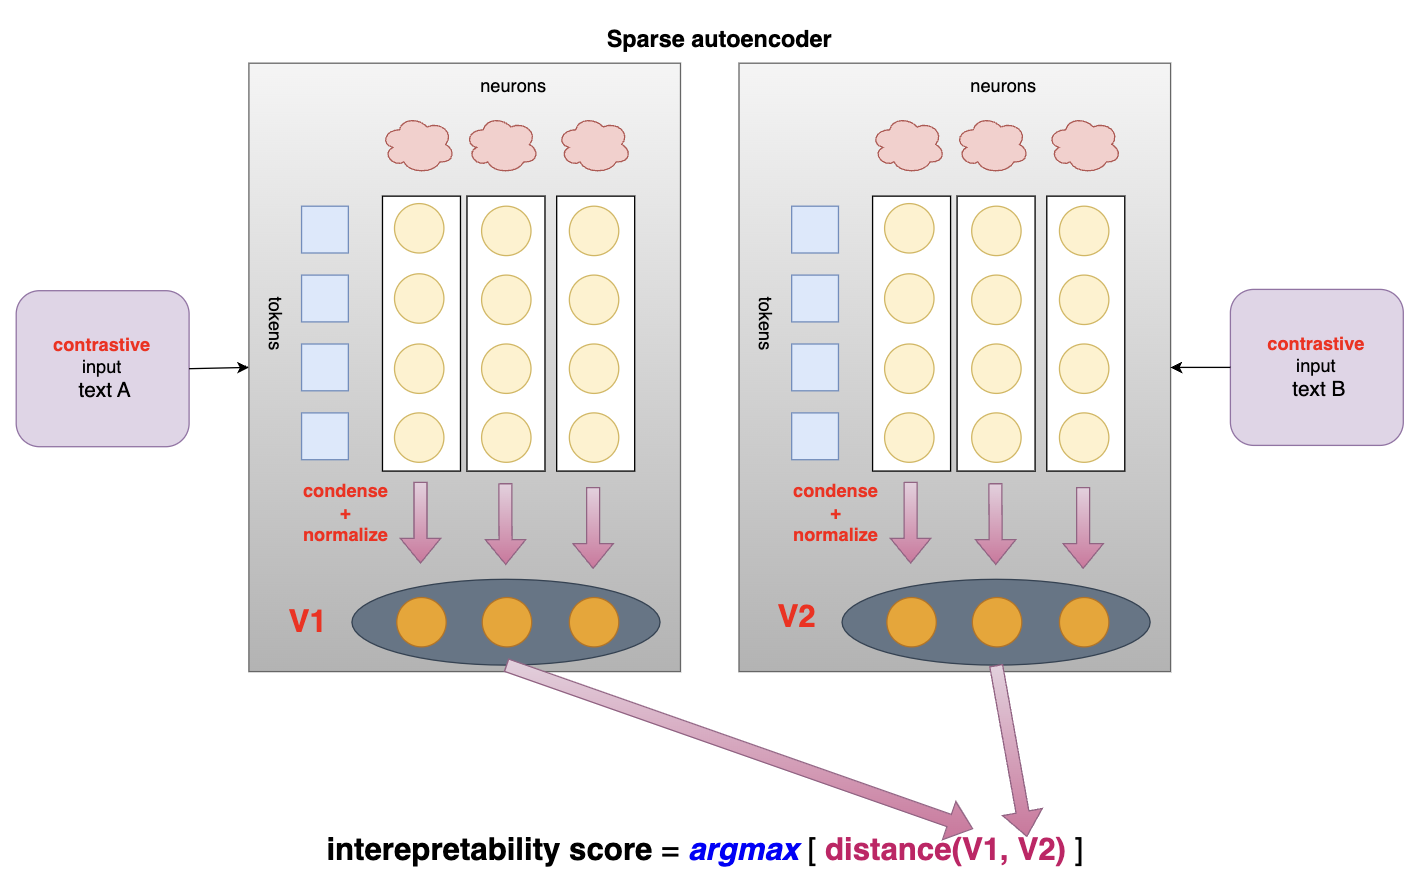 Sparse autoencoder
neurons
tokens
contrastive
input
text A
condense
+
normalize
V1
neurons
tokens
contrastive
input
text B
condense
+
normalize
V2
interepretability score = argmax [ distance(V1, V2) ]